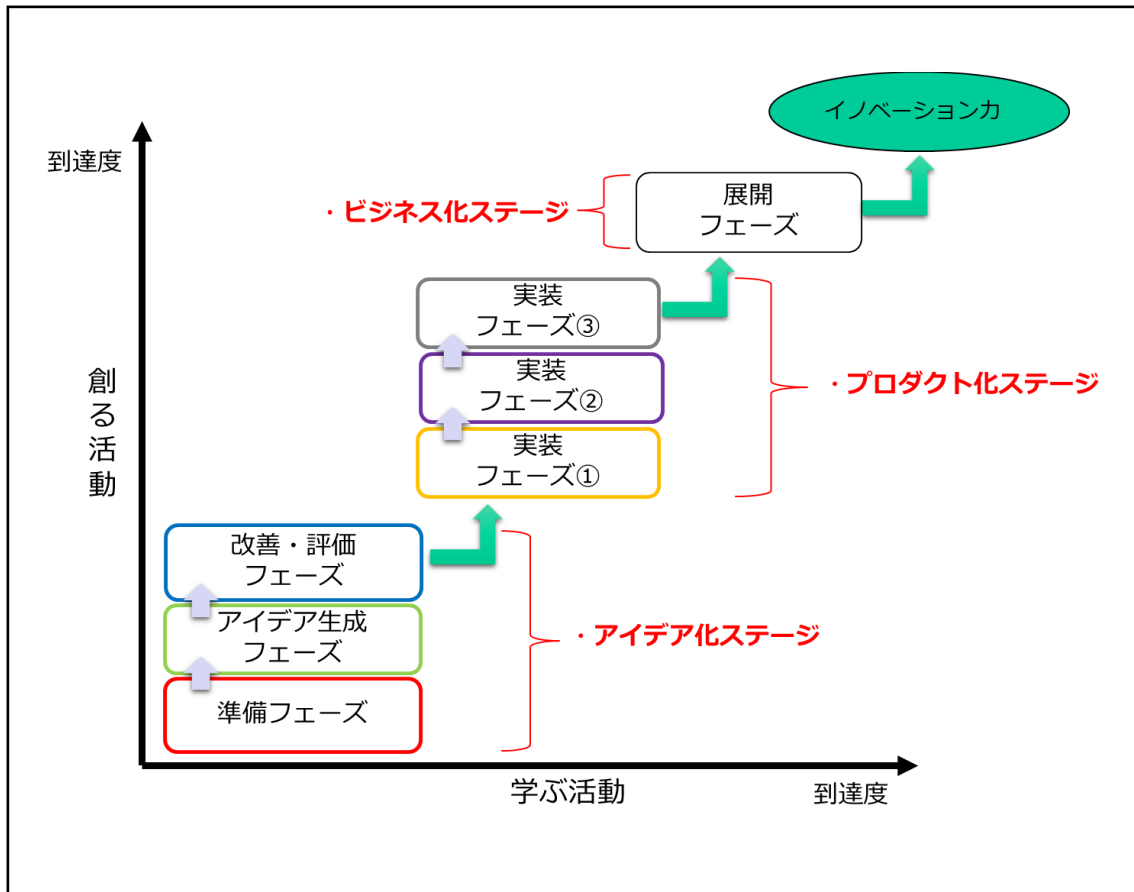 イノベーション力
到達度
展開
フェーズ
・ビジネス化ステージ
実装
フェーズ③
実装
フェーズ②
・プロダクト化ステージ
実装
フェーズ①
創る活動
改善・評価
フェーズ
アイデア生成
フェーズ
・アイデア化ステージ
準備フェーズ
学ぶ活動
到達度